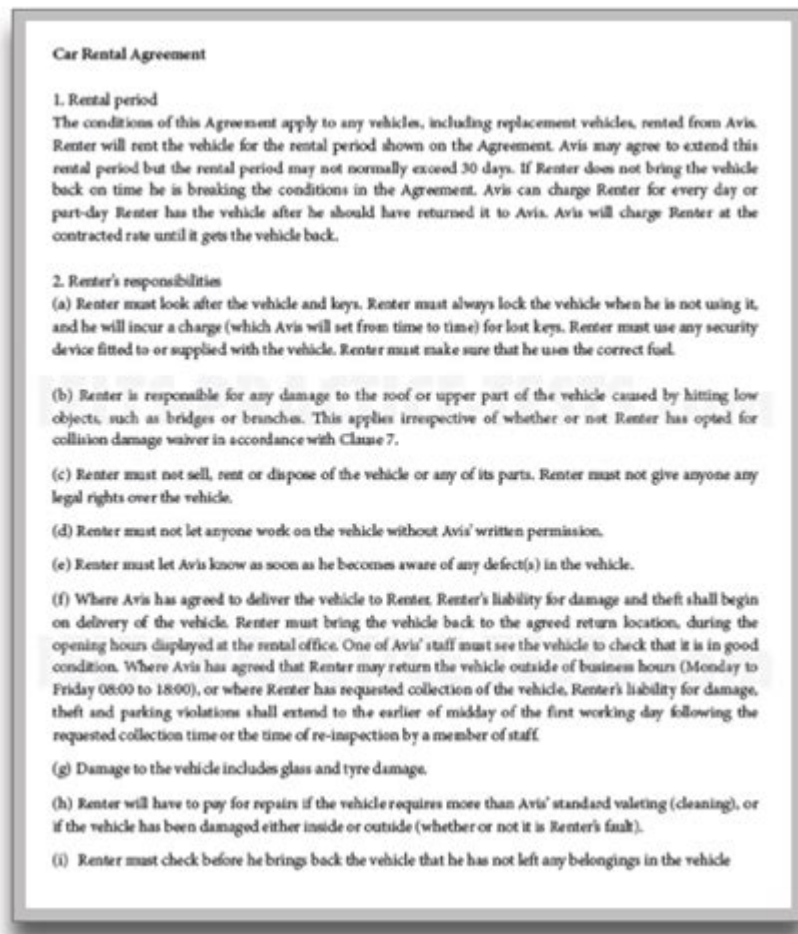 Car Rental Agreement
1. Rental period
The conditions of this Agreement apply to any vehicles, including replacement vehicles, rented from Avis.
Renter will rent the vehicle for the rental period shown on the Agreement. Avis may agree to extend this
rental period but the rental period may not normally exceed 30 days. If Renter does not bring the vehicle
back on time he is breaking the conditions in the Agreement. Avis can charge Renter for every day or
part-day Renter has the vehicle after he should have returned it to Avis. Avis will charge Renter at the
contracted rate until it gets the vehicle back.
2. Renter's responsibilities
(a) Renter must look after the vehicle and keys. Renter must always lock the vehicle when he is not using it,
and he will incur a charge (which Avis will set from time to time) for lost keys. Renter must use any security
device fitted to or supplied with the vehicle. Renter must make sure that he uses the correct fuel.
(b) Renter is responsible for any damage to the roof or upper part of the vehicle caused by hitting low
objects, such as bridges or branches. This applies irrespective of whether or not Renter has opted for
collision damage waiver in accordance with Clause 7.
(c) Renter must not sell, rent or dispose of the vehicle or any of its parts. Renter must not give anyone any
legal rights over the vehicle.
(d) Renter must not let anyone work on the vehicle without Avis' written permission.
(e) Renter must let Avis know as soon as he becomes aware of any defect(s) in the vehicle.
(f) Where Avis has agreed to deliver the vehicle to Renter, Renter's liability for damage and theft shall begin
on delivery of the vehicle. Renter must bring the vehicle back to the agreed return location, during the
opening hours displayed at the rental office. One of Avis' staff must see the vehicle to check that it is in good
condition. Where Avis has agreed that Renter may return the vehicle outside of business hours (Monday to
Friday 08:00 to 18:00), or where Renter has requested collection of the vehicle, Renter's liability for damage,
theft and parking violations shall extend to the earlier of midday of the first working day following the
requested collection time or the time of re-inspection by a member of staff.
(g) Damage to the vehicle includes glass and tyre damage.
(h) Renter will have to pay for repairs if the vehicle requires more than Avis' standard valeting (cleaning), or
if the vehicle has been damaged either inside or outside (whether or not it is Renter's fault).
(i) Renter must check before he brings back the vehicle that he has not left any belongings in the vehicle